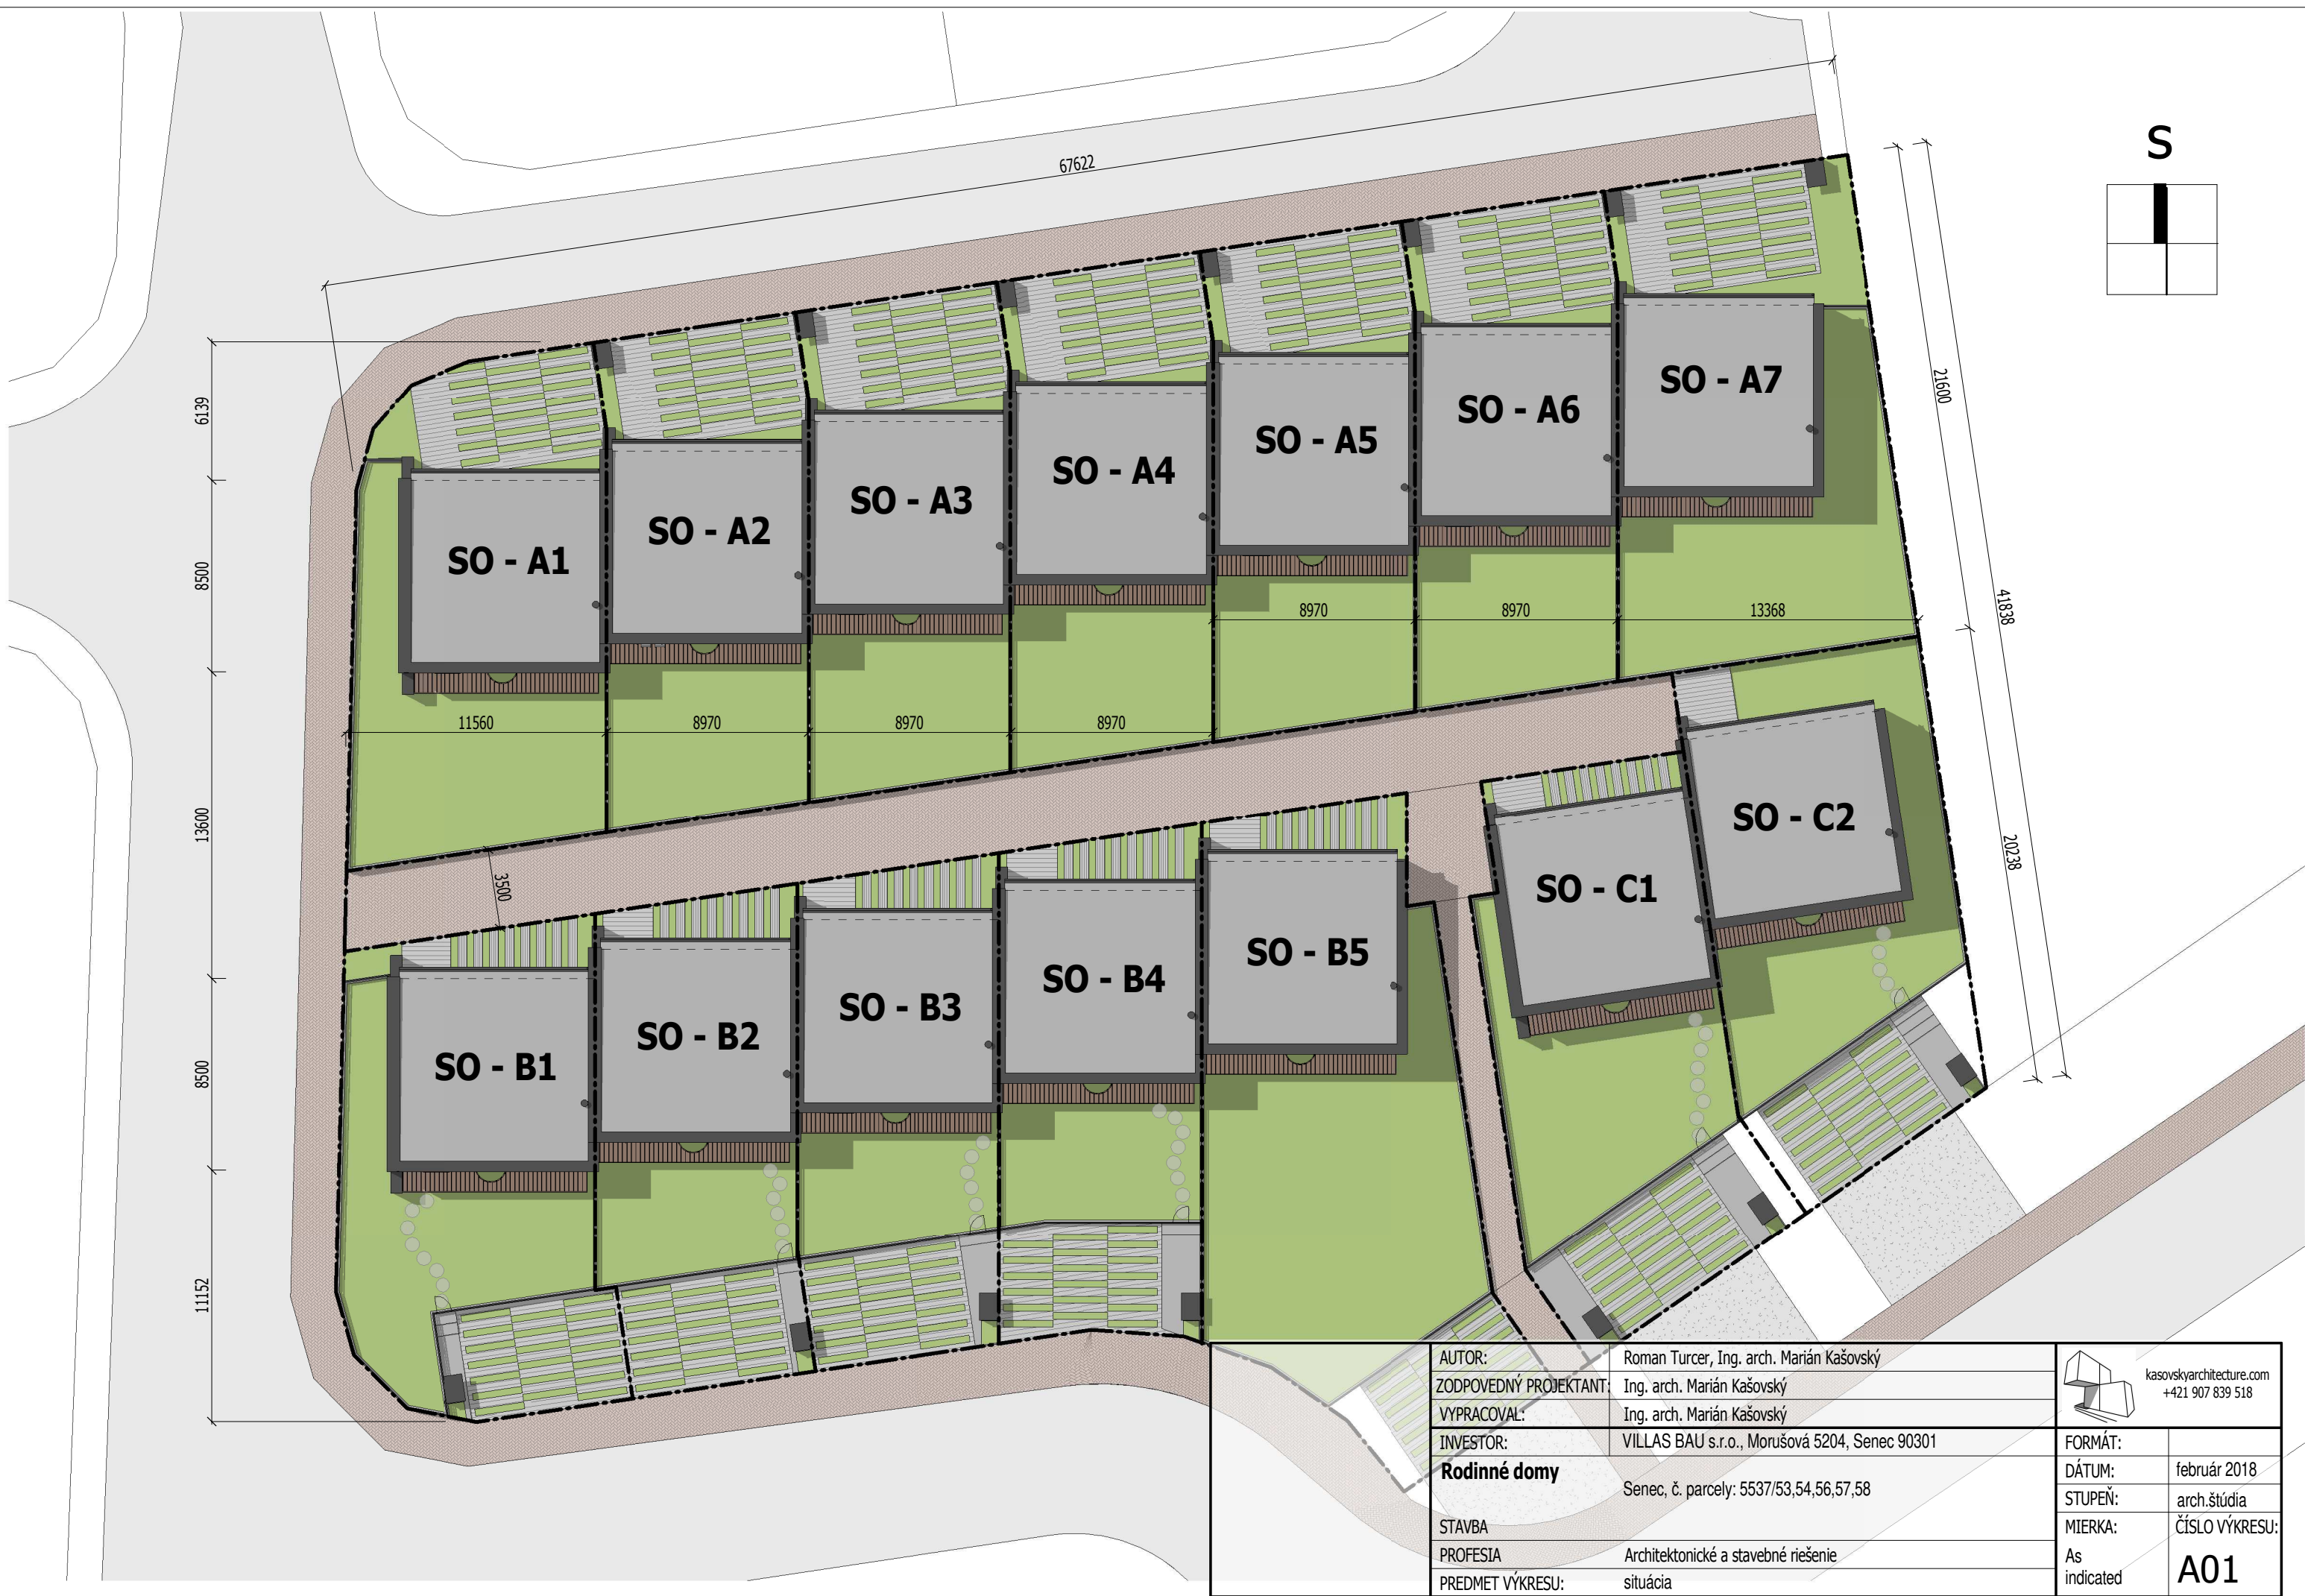 S
67622
6139
8500
13600
8500
11152
21600
41838
20238
SO - A1
SO - A2
SO - A3
SO - A4
SO - A5
SO - A6
SO - A7
8970
8970
13368
11560
8970
8970
8970
3500
SO - B1
SO - B2
SO - B3
SO - B4
SO - B5
SO - C1
SO - C2
AUTOR: Roman Turcer, Ing. arch. Marián Kašovský
ZODPOVEDNÝ PROJEKTANT: Ing. arch. Marián Kašovský
VYPRACOVAL: Ing. arch. Marián Kašovský
INVESTOR: VILLAS BAU s.r.o., Morušová 5204, Senec 90301
Rodinné domy
Senec, č. parcely: 5537/53,54,56,57,58
STAVBA
PROFESIA Architektonické a stavebné riešenie
PREDMET VÝKRESU: situácia
kasovskyarchitecture.com
+421 907 839 518
FORMÁT:
DÁTUM: február 2018
STUPEŇ: arch.štúdia
MIERKA: ČÍSLO VÝKRESU:
As
indicated
A01